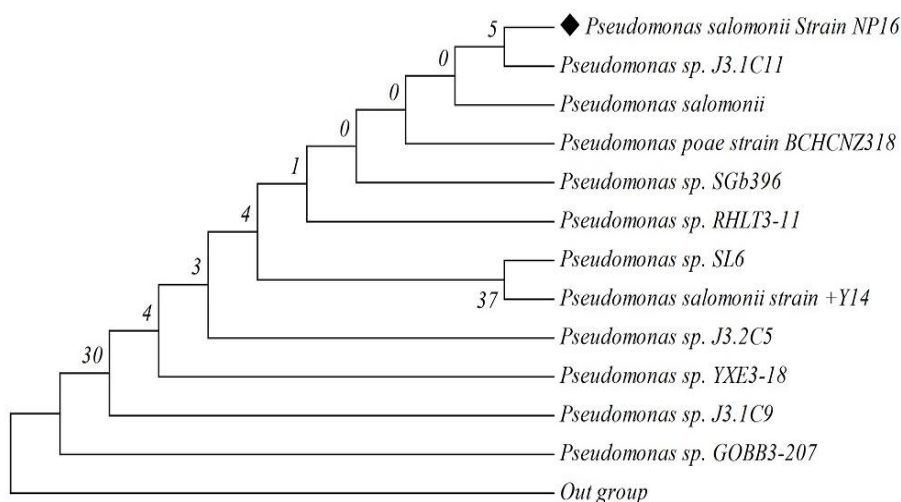 5
Pseudomonas salomonii Strain NP16
Pseudomonas sp. J3.1C11
0
Pseudomonas salomonii
0
Pseudomonas poae strain BCHCNZ318
0
Pseudomonas sp. SGb396
1
Pseudomonas sp. RHLT3-11
4
Pseudomonas sp. SL6
3
37
Pseudomonas salomonii strain +Y14
4
Pseudomonas sp. J3.2C5
30
Pseudomonas sp. YXE3-18
Pseudomonas sp. J3.1C9
Pseudomonas sp. GOBB3-207
Out group